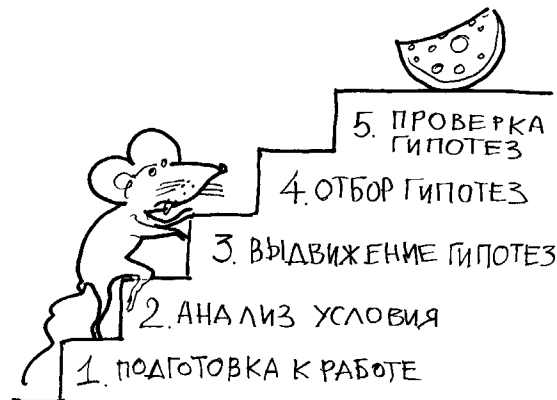 5. ПРОВЕРКА
ГИПОТЕЗ
4. ОТБОР ГИПОТЕЗ
3. ВЫДВИЖЕНИЕ ГИПОТЕЗ
2. АНАЛИЗ УСЛОВИЯ
1. ПОДГОТОВКА К РАБОТЕ